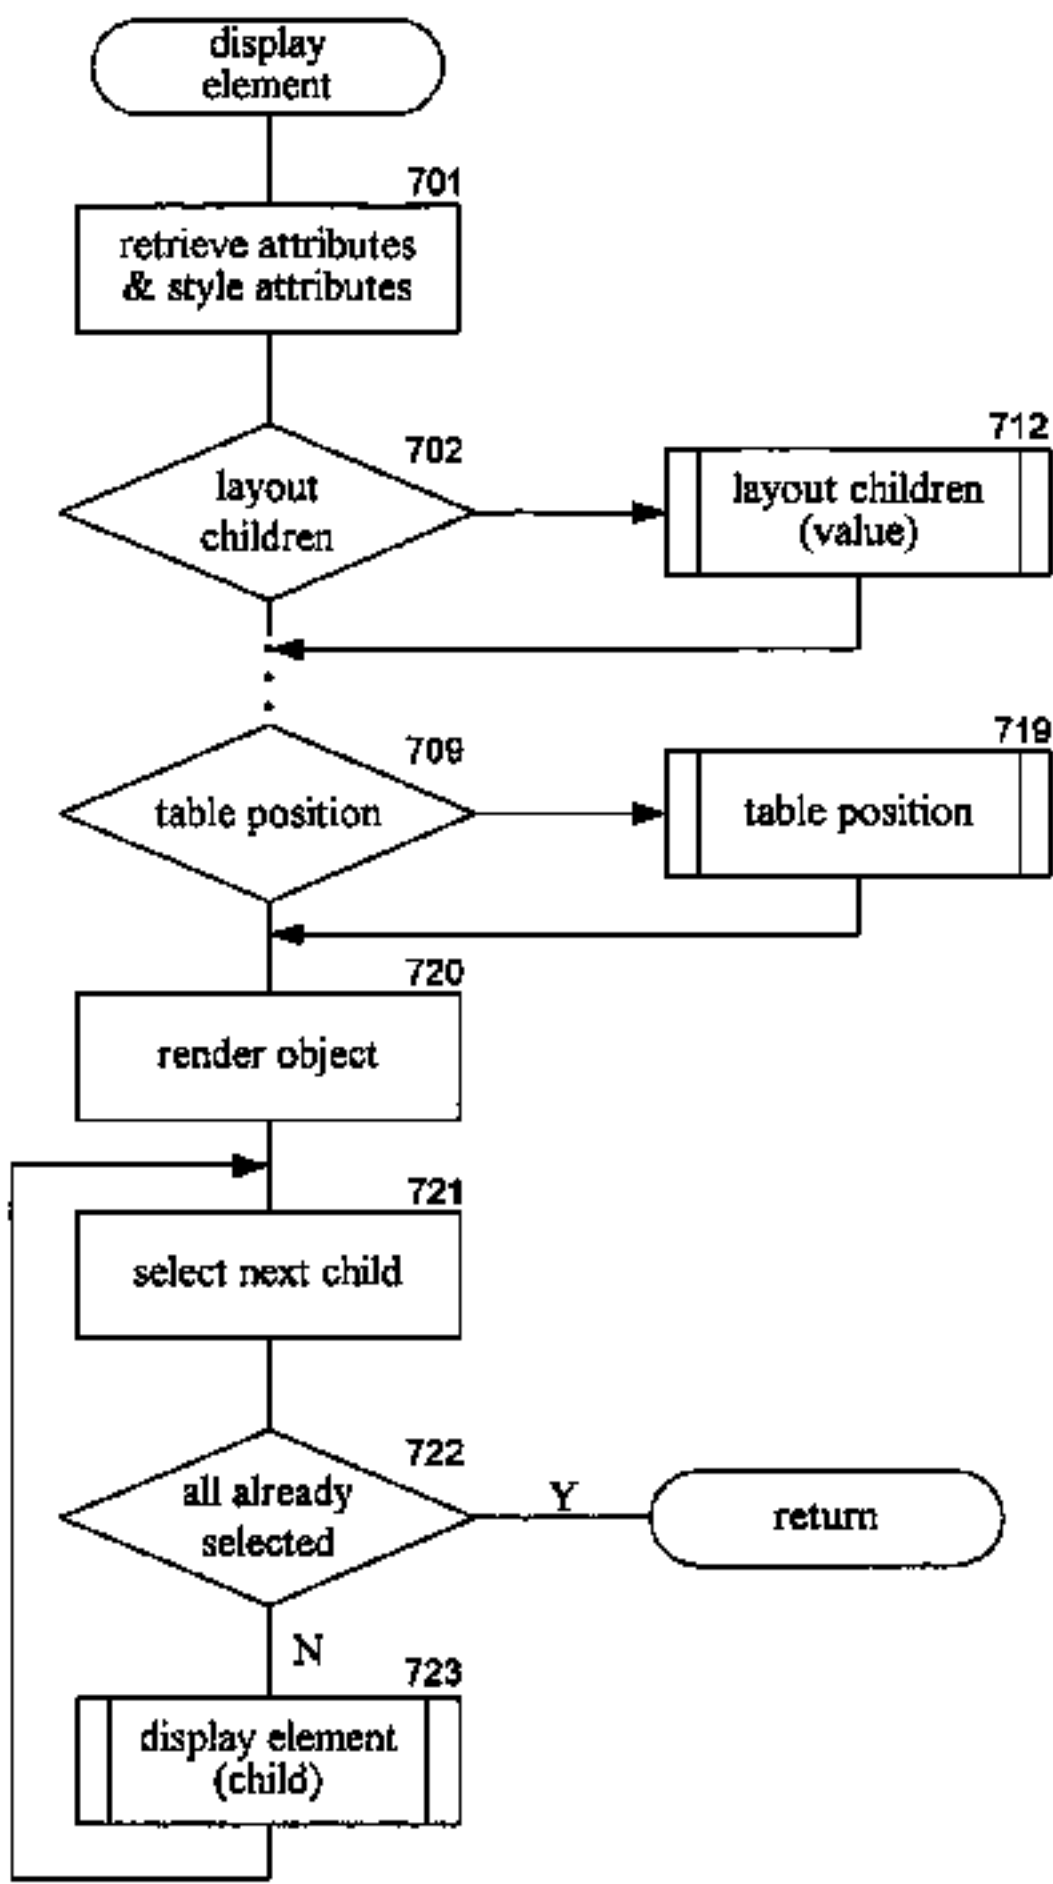 display
element
701
retrieve attributes
& style attributes
702
layout
children
712
layout children
(value)
709
table position
719
table position
720
render object
721
select next child
722
all already
selected
Y
return
N
723
display element
(child)